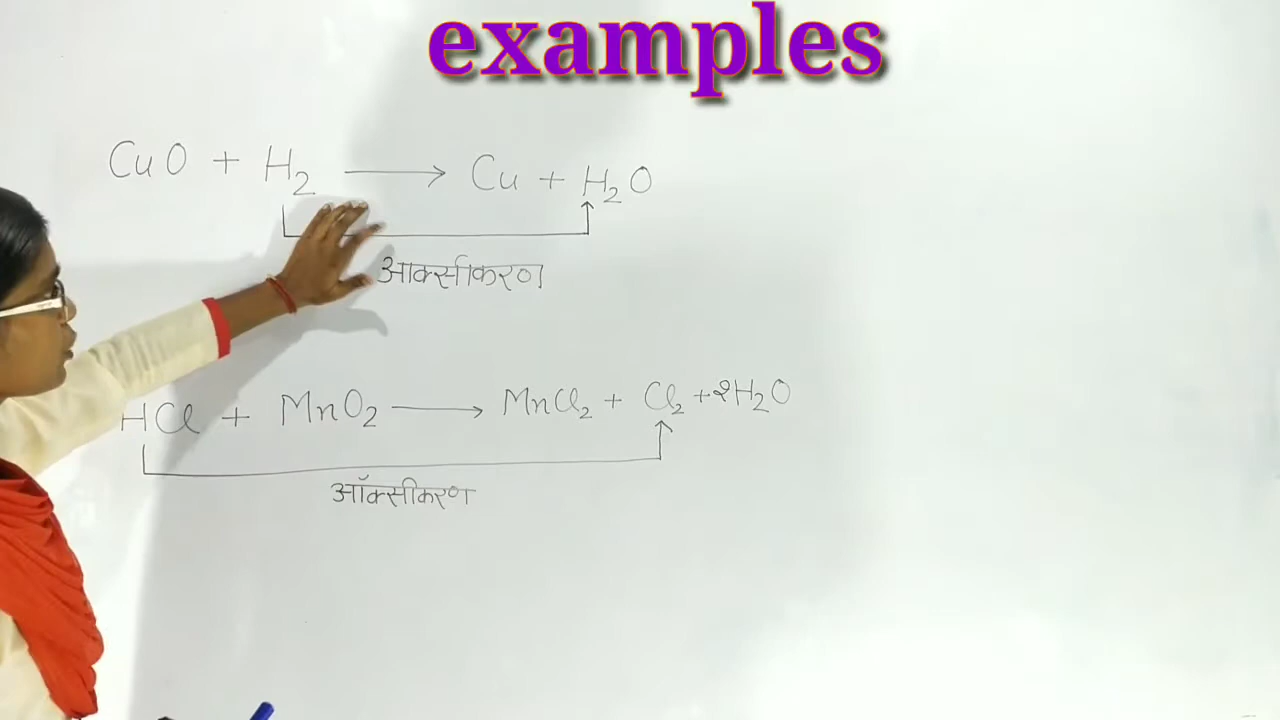 examples
CuO + H₂ ⟶ Cu + H₂O
आक्सीकरण
HCl + MnO₂ ⟶ MnCl₂ + Cl₂ + 2H₂O
ऑक्सीकरण